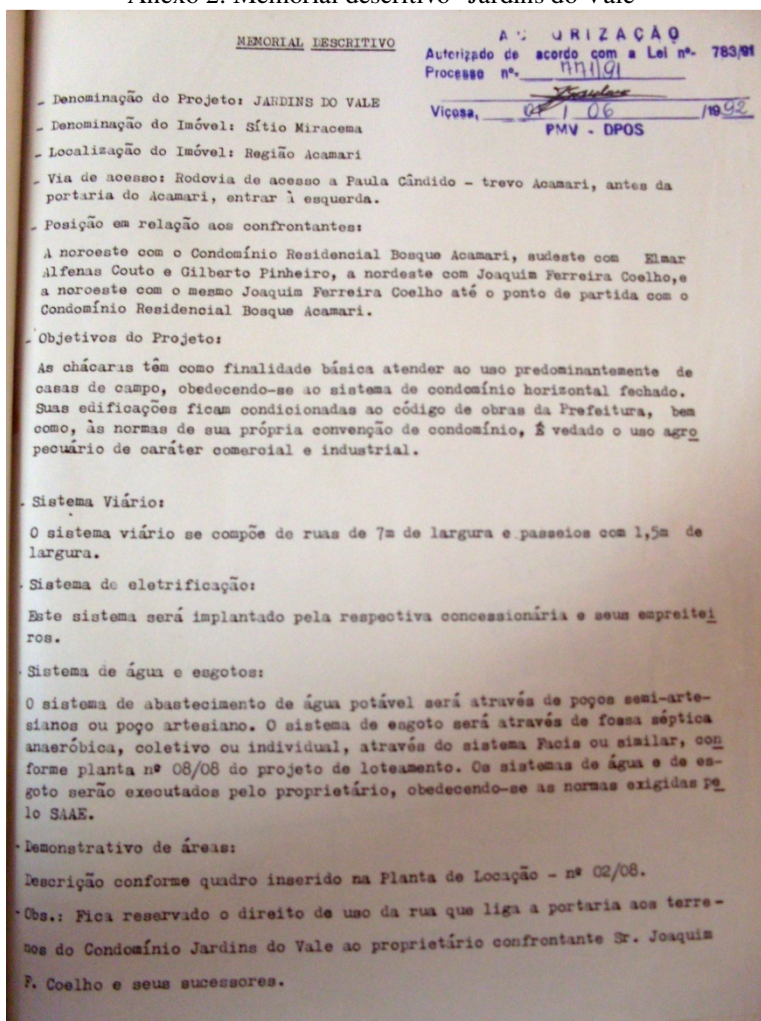 Anexo 2: Memorial descritivo "Jardins do Vale"
MEMORIAL DESCRITIVO
A URIZAÇÃO
Autorizado de acordo com a Lei nº- 783/91
Processo nº- 771/91
Viçosa, 01 / 06 /1992
PMV - DPOS
- Denominação do Projeto: JARDINS DO VALE
- Denominação do Imóvel: Sítio Miracema
- Localização do Imóvel: Região Acamari
- Via de acesso: Rodovia de acesso a Paula Cândido - trevo Acamari, antes da
portaria do Acamari, entrar à esquerda.
- Posição em relação aos confrontantes:
A noroeste com o Condomínio Residencial Bosque Acamari, sudeste com Elmar
Alfenas Couto e Gilberto Pinheiro, a nordeste com Joaquim Ferreira Coelho,e
a noroeste com o mesmo Joaquim Ferreira Coelho até o ponto de partida com o
Condomínio Residencial Bosque Acamari.
- Objetivos do Projeto:
As chácaras têm como finalidade básica atender ao uso predominantemente de
casas de campo, obedecendo-se ao sistema de condomínio horizontal fechado.
Suas edificações ficam condicionadas ao código de obras da Prefeitura, bem
como, às normas de sua própria convenção de condomínio, É vedado o uso agro
pecuário de caráter comercial e industrial.
- Sistema Viário:
O sistema viário se compõe de ruas de 7m de largura e passeios com 1,5m de
largura.
- Sistema de eletrificação:
Este sistema será implantado pela respectiva concessionária e seus empreitei
ros.
- Sistema de água e esgotos:
O sistema de abastecimento de água potável será através de poços semi-arte-
sianos ou poço artesiano. O sistema de esgoto será através de fossa séptica
anaeróbica, coletivo ou individual, através do sistema Facis ou similar, con
forme planta nº 08/08 do projeto de loteamento. Os sistemas de água e de es-
goto serão executados pelo proprietário, obedecendo-se as normas exigidas pe
lo SAAE.
- Demonstrativo de áreas:
Descrição conforme quadro inserido na Planta de Locação - nº 02/08.
- Obs.: Fica reservado o direito de uso da rua que liga a portaria aos terre-
nos do Condomínio Jardins do Vale ao proprietário confrontante Sr. Joaquim
F. Coelho e seus sucessores.